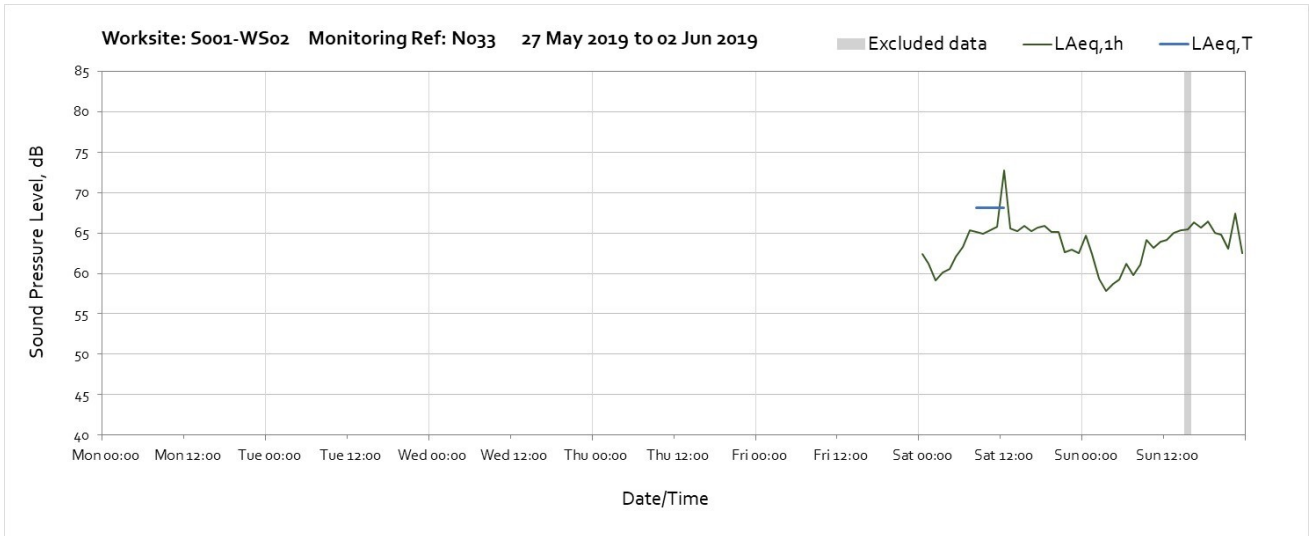 Worksite: S001-WS02 Monitoring Ref: N033 27 May 2019 to 02 Jun 2019
Excluded data LAeq,1h LAeq,T
85
80
75
70
65
60
55
50
45
40
Sound Pressure Level, dB
Mon 00:00 Mon 12:00 Tue 00:00 Tue 12:00 Wed 00:00 Wed 12:00 Thu 00:00 Thu 12:00 Fri 00:00 Fri 12:00 Sat 00:00 Sat 12:00 Sun 00:00 Sun 12:00
Date/Time